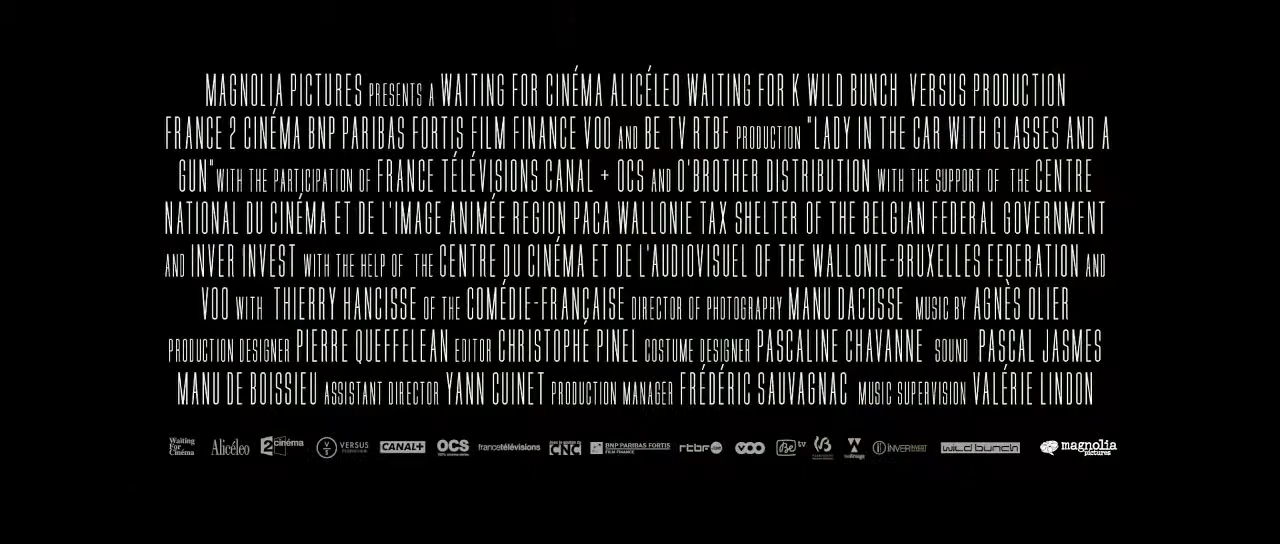 MAGNOLIA PICTURES PRESENTS A WAITING FOR CINÉMA ALICÉLEO WAITING FOR K WILD BUNCH VERSUS PRODUCTION
FRANCE 2 CINÉMA BNP PARIBAS FORTIS FILM FINANCE VOO AND BE TV RTBF PRODUCTION "LADY IN THE CAR WITH GLASSES AND A
GUN" WITH THE PARTICIPATION OF FRANCE TÉLÉVISIONS CANAL + OCS AND O'BROTHER DISTRIBUTION WITH THE SUPPORT OF THE CENTRE
NATIONAL DU CINÉMA ET DE L'IMAGE ANIMÉE REGION PACA WALLONIE TAX SHELTER OF THE BELGIAN FEDERAL GOVERNMENT
AND INVER INVEST WITH THE HELP OF THE CENTRE DU CINÉMA ET DE L'AUDIOVISUEL OF THE WALLONIE-BRUXELLES FEDERATION AND
VOO WITH THIERRY HANCISSE OF THE COMÉDIE-FRANÇAISE DIRECTOR OF PHOTOGRAPHY MANU DACOSSE MUSIC BY AGNÈS OLIER
PRODUCTION DESIGNER PIERRE QUEFFELEAN EDITOR CHRISTOPHE PINEL COSTUME DESIGNER PASCALINE CHAVANNE SOUND PASCAL JASMES
MANU DE BOISSIEU ASSISTANT DIRECTOR YANN CUINET PRODUCTION MANAGER FRÉDÉRIC SAUVAGNAC MUSIC SUPERVISION VALÉRIE LINDON
Waiting For Cinéma Alicéleo 2 cinéma VERSUS PRODUCTION CANAL+ OCS francetélévisions CNC BNP PARIBAS FORTIS FILM FINANCE rtbf VOO Be tv INVER INVEST wild bunch magnolia pictures